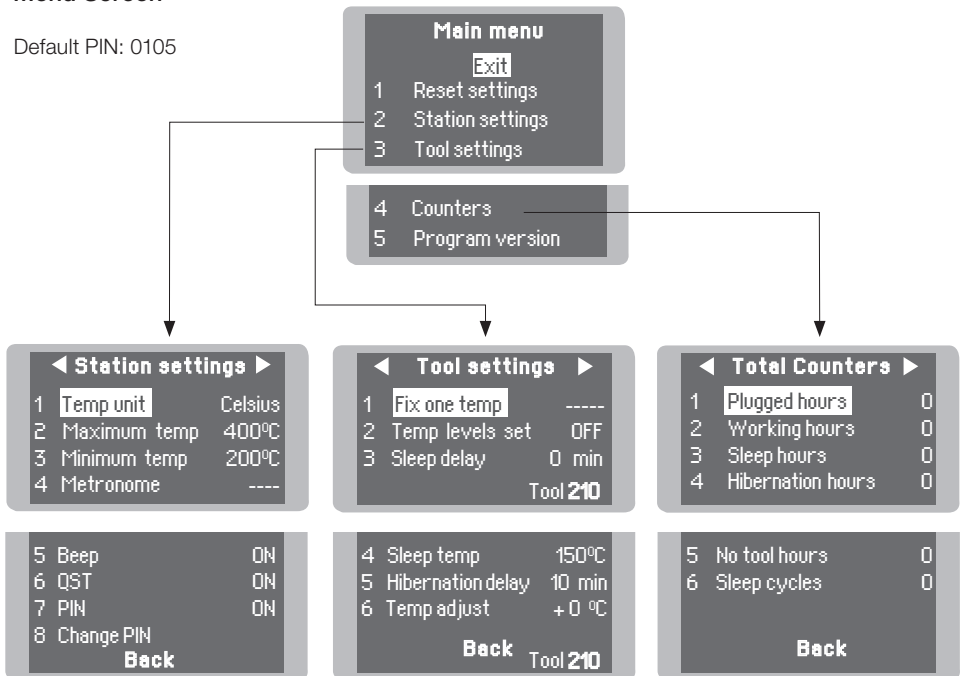 Menu Screen
Default PIN: 0105
Main menu
Exit
1 Reset settings
2 Station settings
3 Tool settings
4 Counters
5 Program version
◀ Station settings ▶
1 Temp unit Celsius
2 Maximum temp 400ºC
3 Minimum temp 200ºC
4 Metronome ----
5 Beep ON
6 QST ON
7 PIN ON
8 Change PIN
Back
◀ Tool settings ▶
1 Fix one temp -----
2 Temp levels set OFF
3 Sleep delay 0 min
Tool 210
4 Sleep temp 150ºC
5 Hibernation delay 10 min
6 Temp adjust + 0 ºC
Back
Tool 210
◀ Total Counters ▶
1 Plugged hours 0
2 Working hours 0
3 Sleep hours 0
4 Hibernation hours 0
5 No tool hours 0
6 Sleep cycles 0
Back